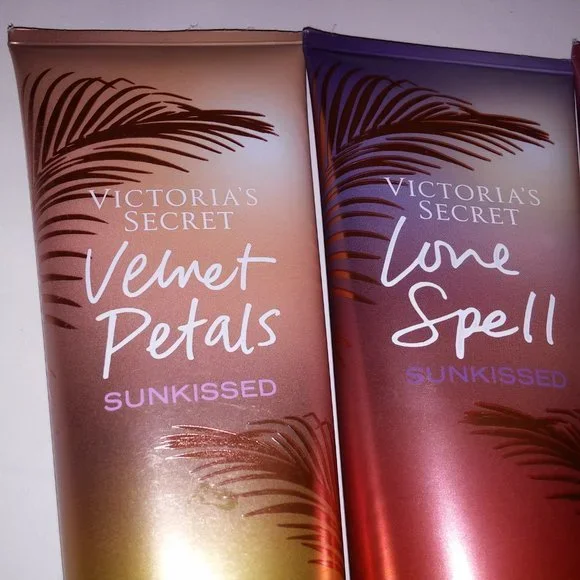 VICTORIA'S
SECRET
Velvet
Petals
SUNKISSED
VICTORIA'S
SECRET
Love
Spell
SUNKISSED